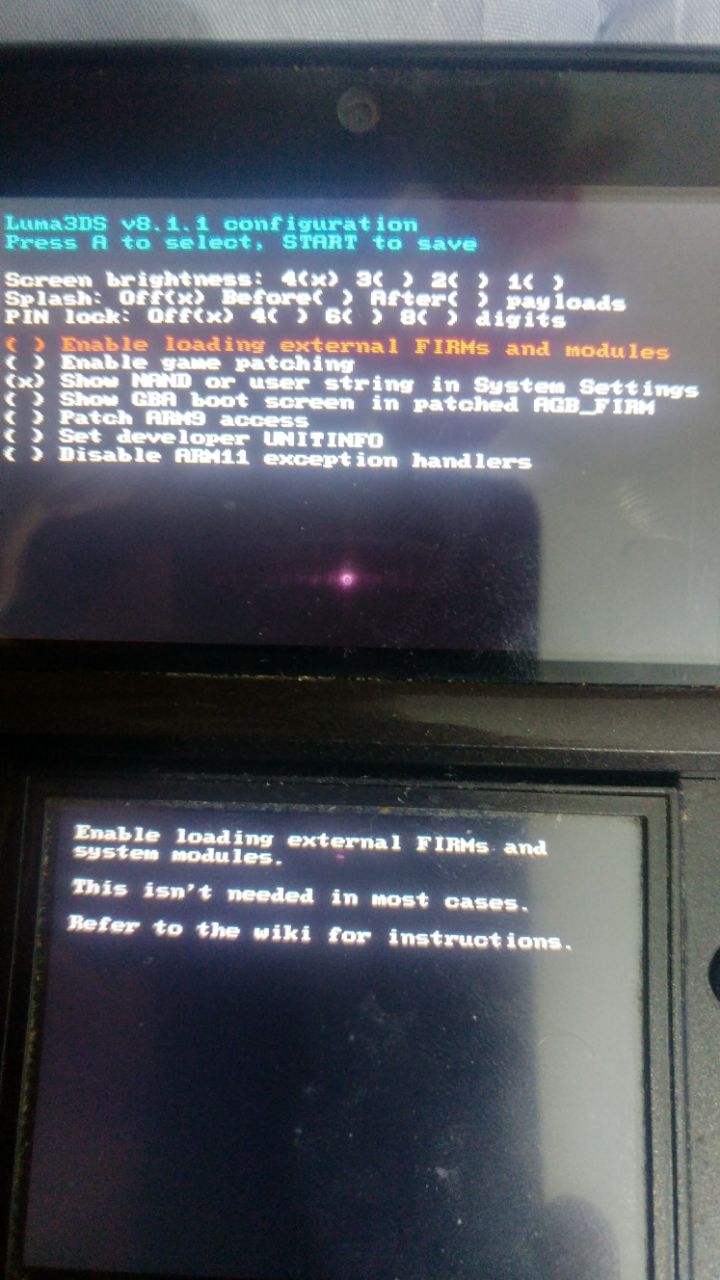 Luma3DS v8.1.1 configuration
Press A to select, START to save
Screen brightness: 4(x) 3( ) 2( ) 1( )
Splash: Off(x) Before( ) After( ) payloads
PIN lock: Off(x) 4( ) 6( ) 8( ) digits
( ) Enable loading external FIRMs and modules
( ) Enable game patching
(x) Show NAND or user string in System Settings
( ) Show GBA boot screen in patched AGB_FIRM
( ) Patch ARM9 access
( ) Set developer UNITINFO
( ) Disable ARM11 exception handlers
Enable loading external FIRMs and
system modules.
This isn't needed in most cases.
Refer to the wiki for instructions.